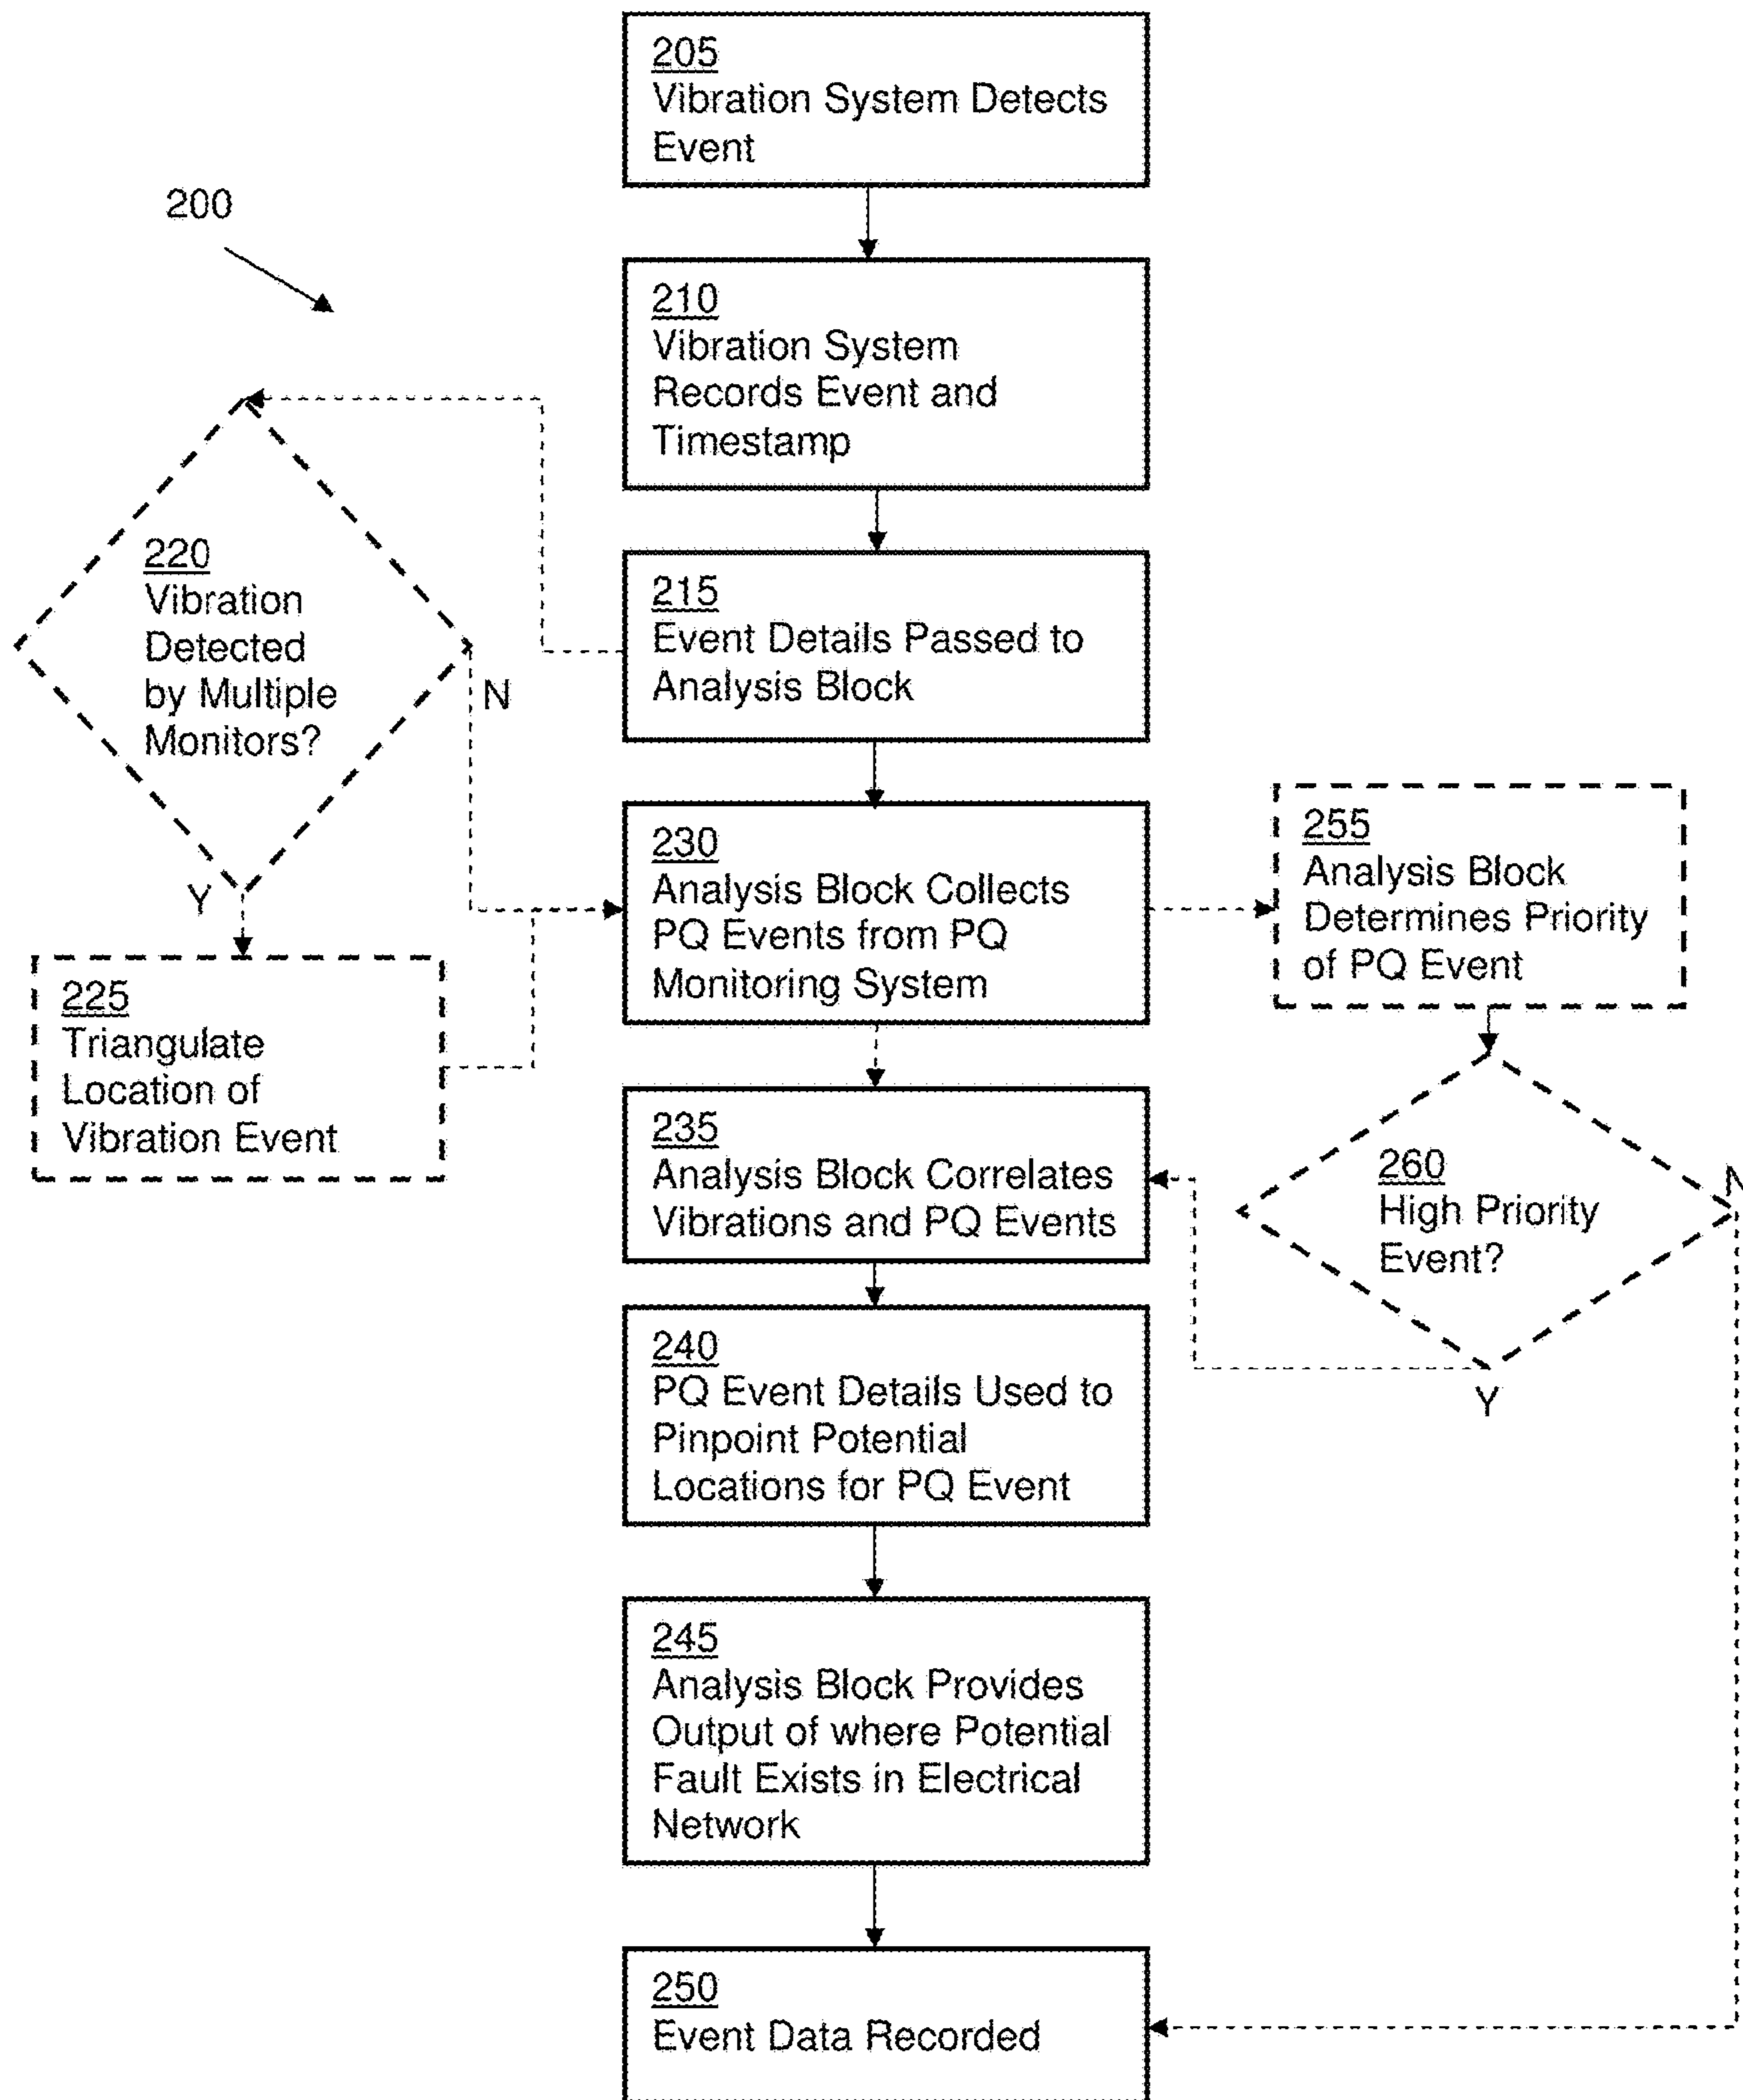 205
Vibration System Detects
Event
200
210
Vibration System
Records Event and
Timestamp
220
Vibration
Detected
by Multiple
Monitors?
N
Y
215
Event Details Passed to
Analysis Block
225
Triangulate
Location of
Vibration Event
230
Analysis Block Collects
PQ Events from PQ
Monitoring System
255
Analysis Block
Determines Priority
of PQ Event
235
Analysis Block Correlates
Vibrations and PQ Events
260
High Priority
Event?
N
Y
240
PQ Event Details Used to
Pinpoint Potential
Locations for PQ Event
245
Analysis Block Provides
Output of where Potential
Fault Exists in Electrical
Network
250
Event Data Recorded